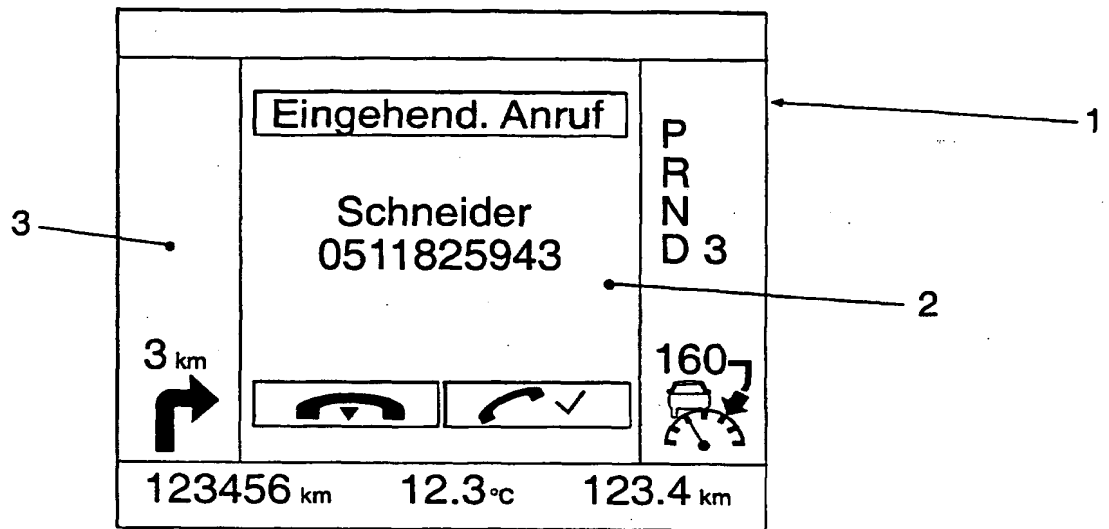 Eingehend. Anruf
1
P
R
N
D 3
Schneider
0511825943
3
2
3 km
160
123456 km 12.3 °C 123.4 km